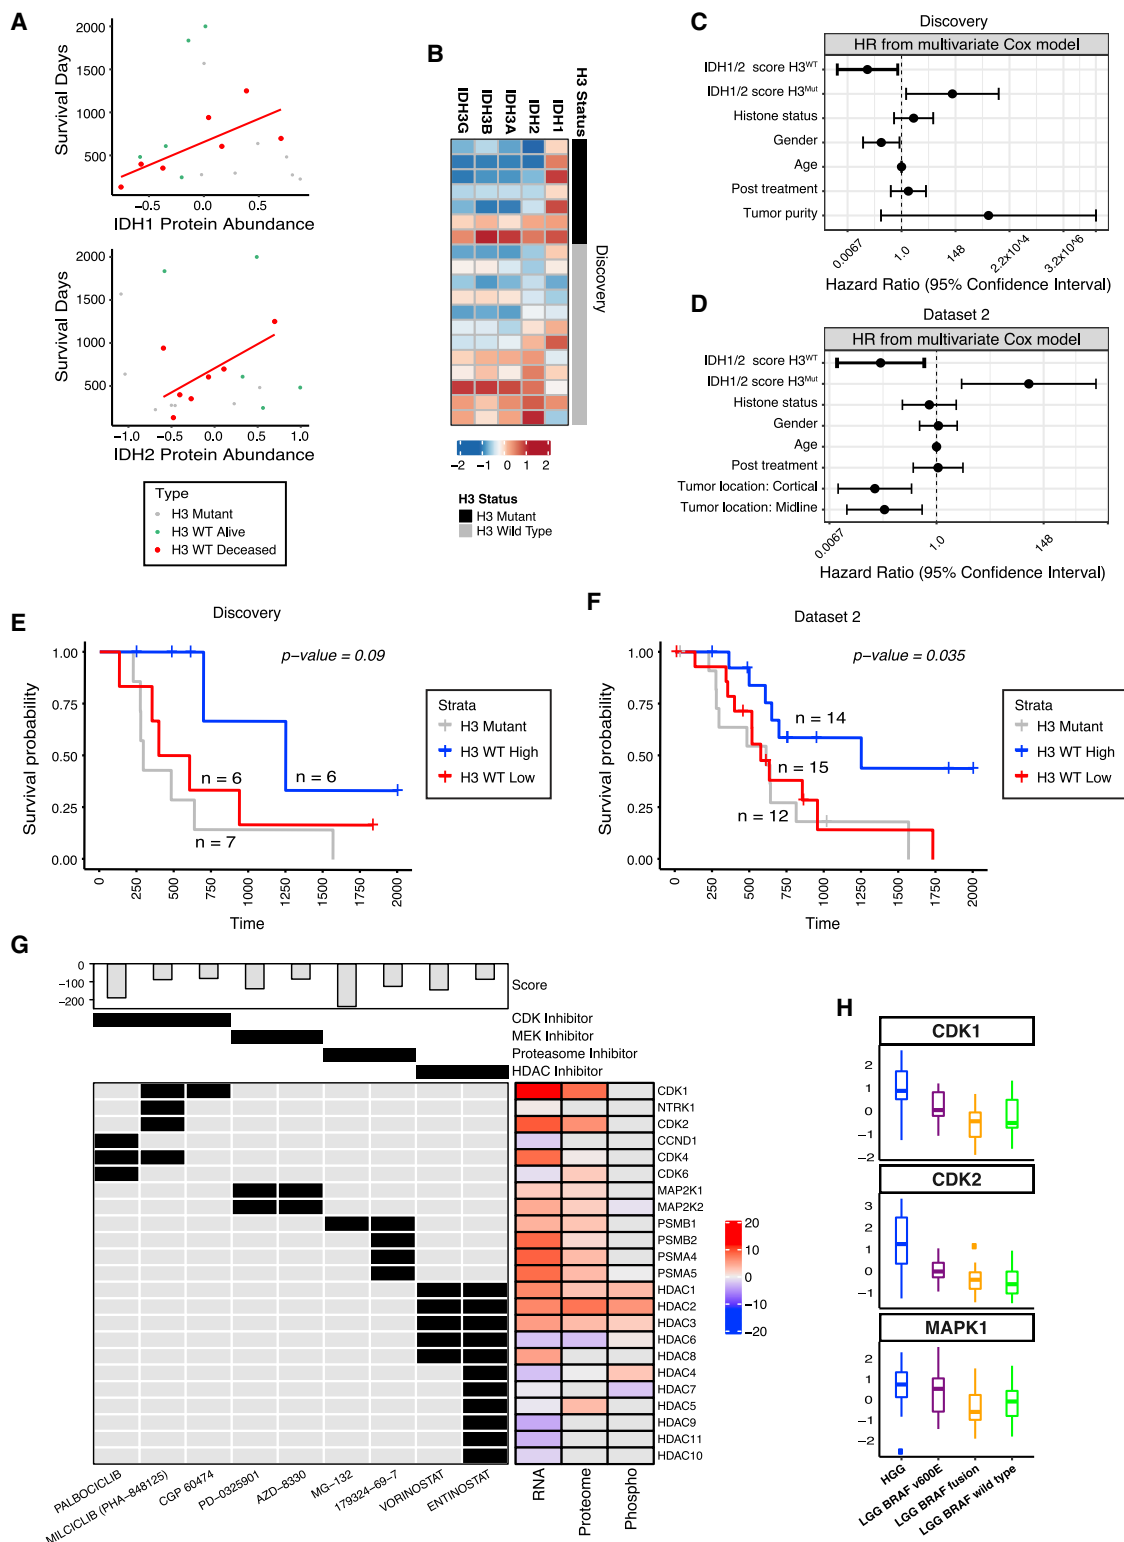 A
2000
1500
1000
500
Survival Days
−0.5
0.0
0.5
IDH1 Protein Abundance
2000
1500
1000
500
Survival Days
−1.0
−0.5
0.0
0.5
1.0
IDH2 Protein Abundance
Type
H3 Mutant
H3 WT Alive
H3 WT Deceased
B
IDH3G
IDH3B
IDH3A
IDH2
IDH1
H3 Status
Discovery
−2 −1 0 1 2
H3 Status
H3 Mutant
H3 Wild Type
C
Discovery
HR from multivariate Cox model
IDH1/2 score H3WT
IDH1/2 score H3Mut
Histone status
Gender
Age
Post treatment
Tumor purity
0.0067
1.0
148
2.2x10^4
3.2x10^6
Hazard Ratio (95% Confidence Interval)
D
Dataset 2
HR from multivariate Cox model
IDH1/2 score H3WT
IDH1/2 score H3Mut
Histone status
Gender
Age
Post treatment
Tumor location: Cortical
Tumor location: Midline
0.0067
1.0
148
Hazard Ratio (95% Confidence Interval)
E
Discovery
p-value = 0.09
1.00
0.75
0.50
0.25
0.00
Survival probability
n = 6
n = 6
n = 7
0
250
500
750
1000
1250
1500
1750
2000
Time
Strata
H3 Mutant
H3 WT High
H3 WT Low
F
Dataset 2
p-value = 0.035
1.00
0.75
0.50
0.25
0.00
Survival probability
n = 14
n = 15
n = 12
0
250
500
750
1000
1250
1500
1750
2000
Time
Strata
H3 Mutant
H3 WT High
H3 WT Low
G
0
−100
−200
Score
CDK Inhibitor
MEK Inhibitor
Proteasome Inhibitor
HDAC Inhibitor
CDK1
NTRK1
CDK2
CCND1
CDK4
CDK6
MAP2K1
MAP2K2
PSMB1
PSMB2
PSMA4
PSMA5
HDAC1
HDAC2
HDAC3
HDAC6
HDAC8
HDAC4
HDAC7
HDAC5
HDAC9
HDAC11
HDAC10
PALBOCICLIB
MILCICLIB (PHA−848125)
CGP 60474
PD−0325901
AZD−8330
MG−132
179324−69−7
VORINOSTAT
ENTINOSTAT
RNA
Proteome
Phospho
20
10
0
−10
−20
H
CDK1
2
1
0
−1
−2
CDK2
3
2
1
0
−1
MAPK1
2
1
0
−1
−2
HGG
LGG BRAF v600E
LGG BRAF fusion
LGG BRAF wild type